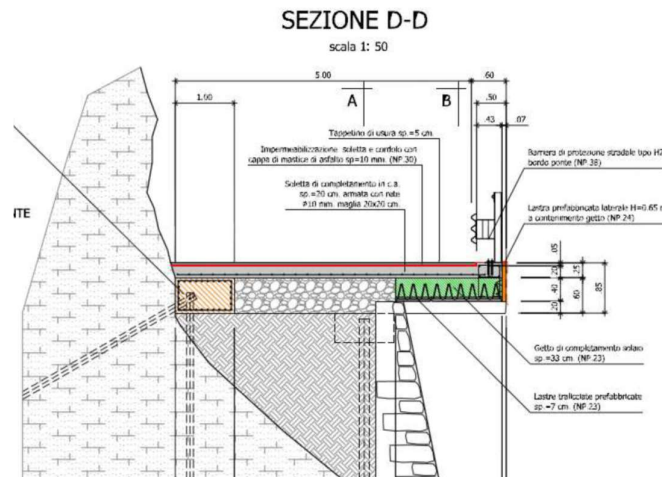 SEZIONE D-D
scala 1: 50
5.00
.60
1.00
A
B
.50
.43
.07
Tappetino di usura sp.=5 cm.
Impermeabilizzazione soletta e cordolo con
cappa di mastice di asfalto sp=10 mm. (NP.30)
Soletta di completamento in c.a.
sp.=20 cm. armata con rete
ø10 mm. maglia 20x20 cm.
Barriera di protezione stradale tipo H2
bordo ponte (NP.38)
Lastra prefabbricata laterale H=0.65 m
a contenimento getto (NP.24)
NTE
.05
.20
.25
.40
.60
.85
.20
Getto di completamento solaio
sp.=33 cm. (NP.23)
Lastre tralicciate prefabbricate
sp.=7 cm. (NP.23)